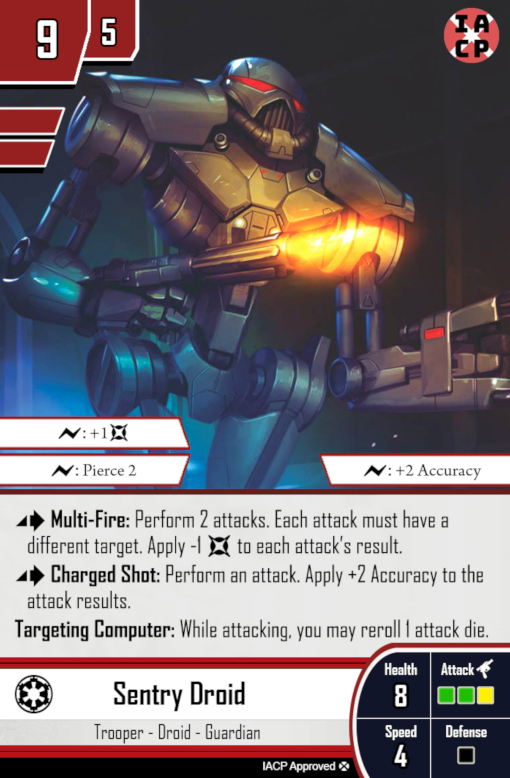 9 5
IA
CP
: +1
: Pierce 2
: +2 Accuracy
Multi-Fire: Perform 2 attacks. Each attack must have a
different target. Apply -1 to each attack's result.
Charged Shot: Perform an attack. Apply +2 Accuracy to the
attack results.
Targeting Computer: While attacking, you may reroll 1 attack die.
Sentry Droid
Trooper - Droid - Guardian
Health
8
Attack
Speed
4
Defense
IACP Approved